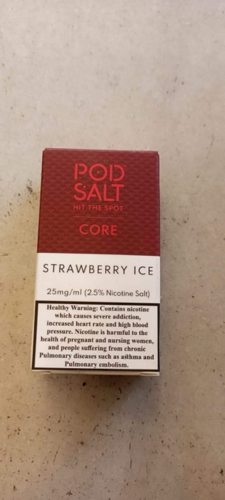 POD
SALT
HIT THE SPOT
CORE
STRAWBERRY ICE
25mg/ml (2.5% Nicotine Salt)
Healthy Warning: Contains nicotine
which causes severe addiction,
increased heart rate and high blood
pressure. Nicotine is harmful to the
health of pregnant and nursing women,
and people suffering from chronic
Pulmonary diseases such as asthma and
Pulmonary embolism.